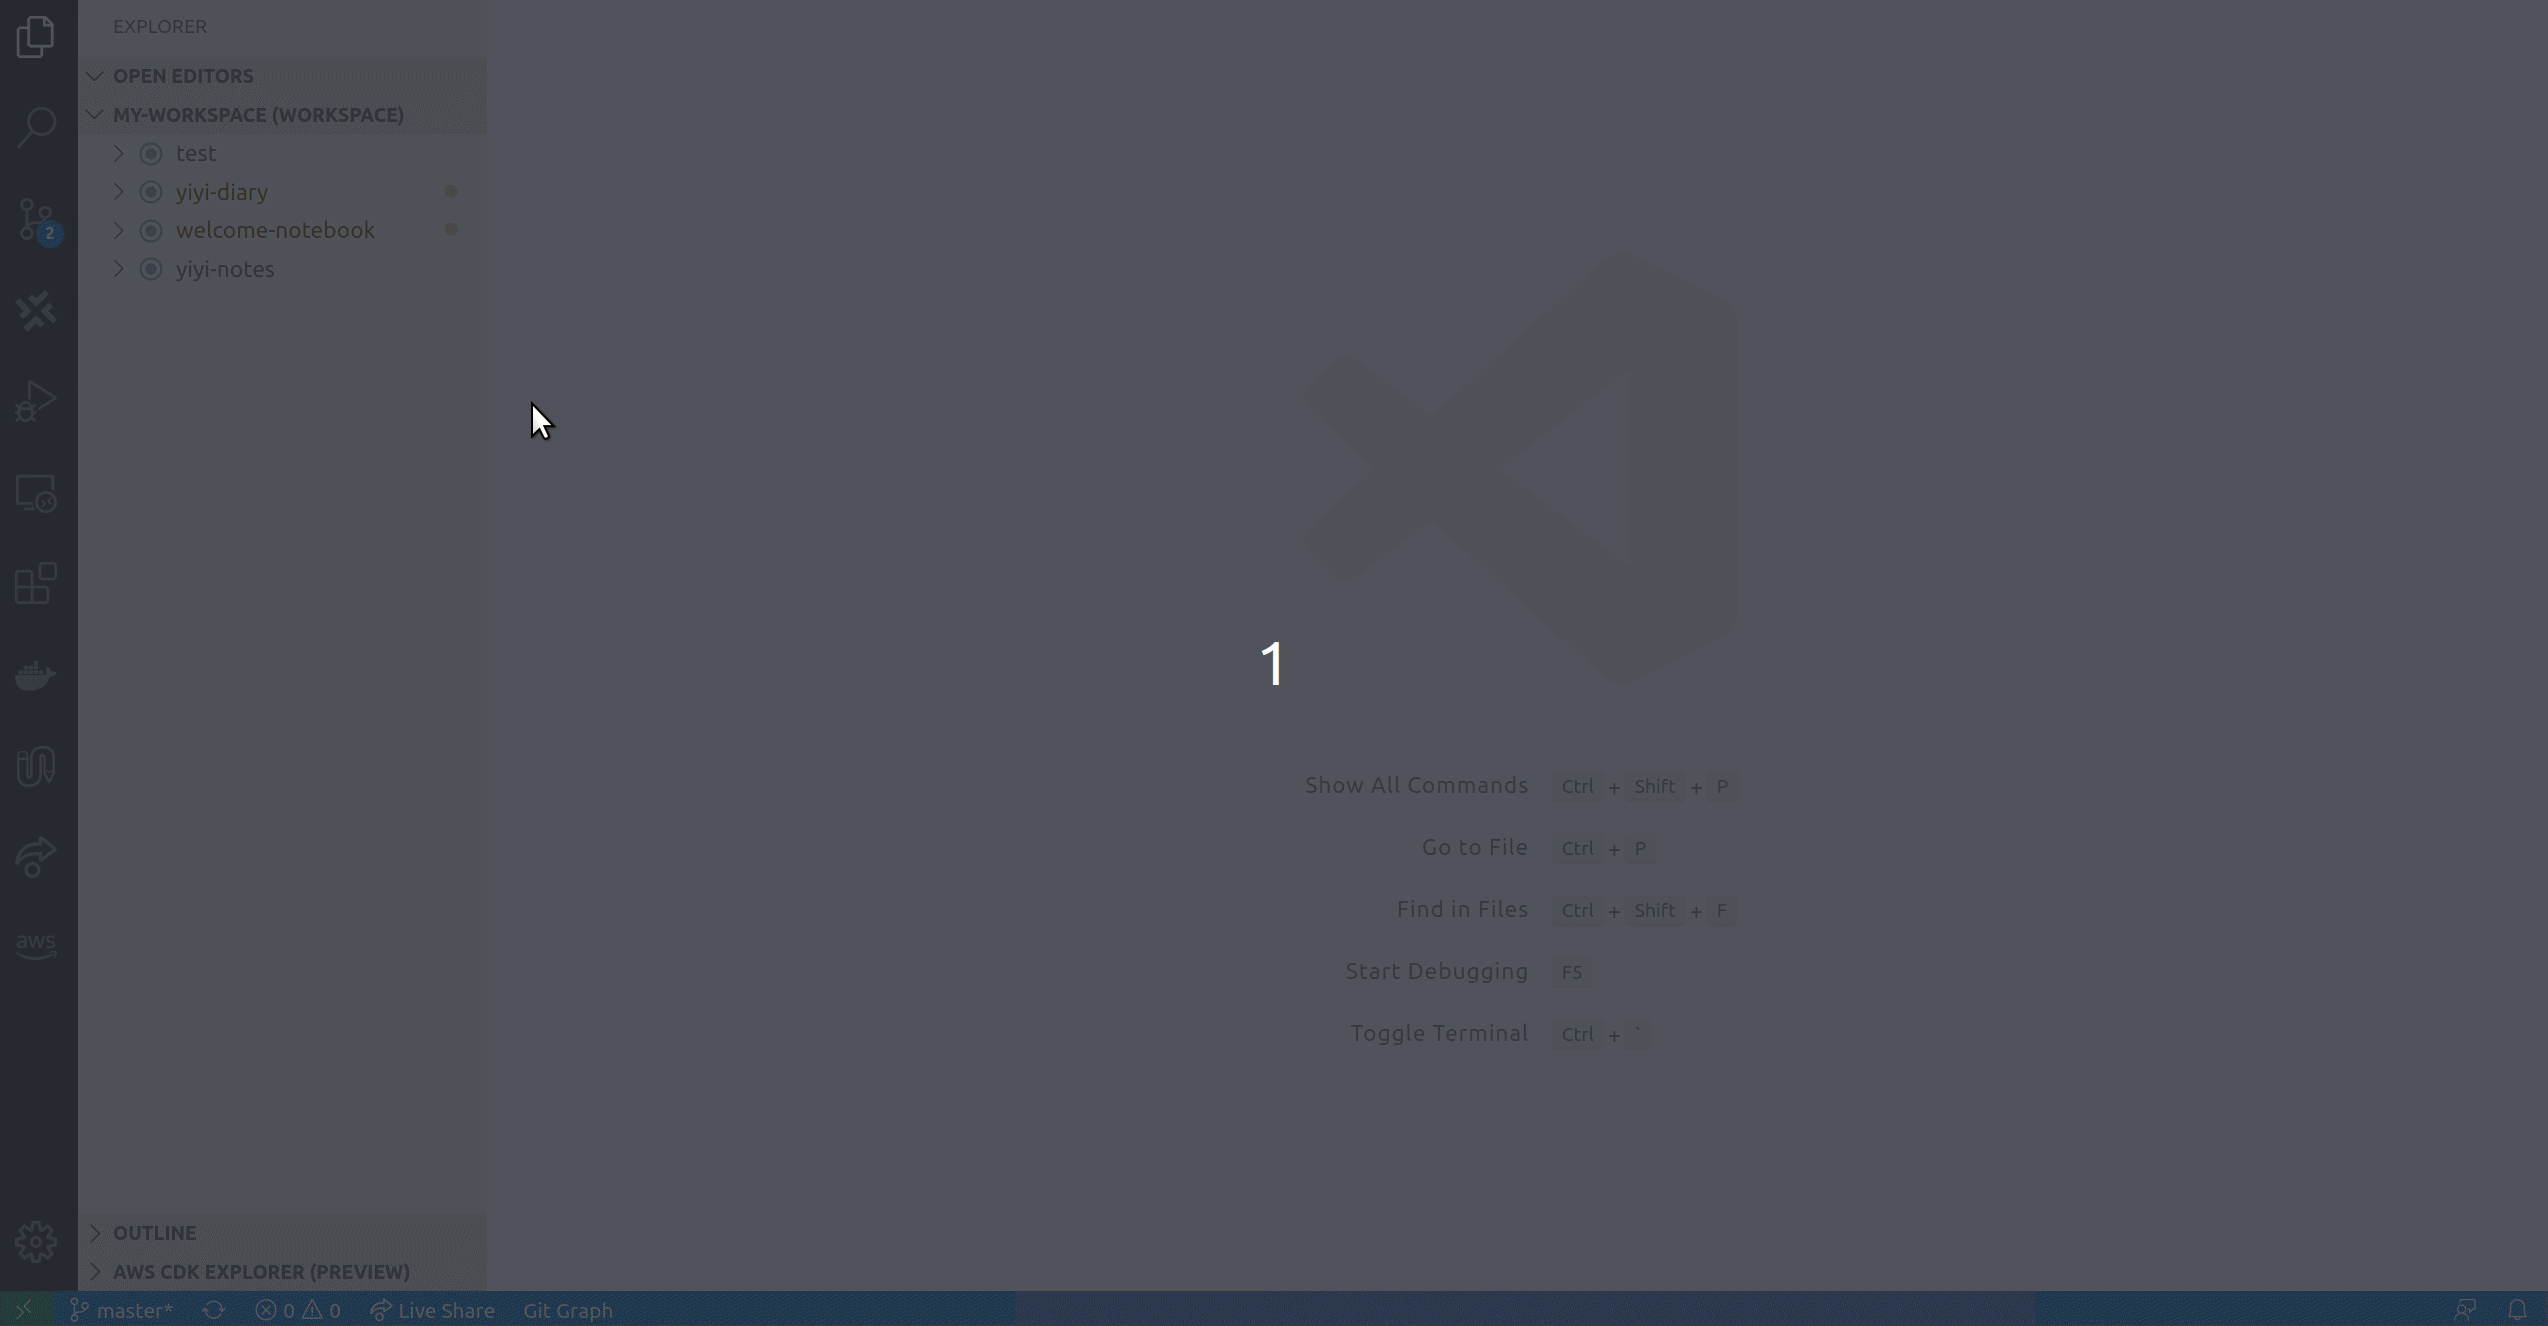 EXPLORER
OPEN EDITORS
MY-WORKSPACE (WORKSPACE)
test
yiyi-diary
welcome-notebook
yiyi-notes
2
aws
1
Show All Commands Ctrl + Shift + P
Go to File Ctrl + P
Find in Files Ctrl + Shift + F
Start Debugging F5
Toggle Terminal Ctrl + `
OUTLINE
AWS CDK EXPLORER (PREVIEW)
master* 0 0 Live Share Git Graph